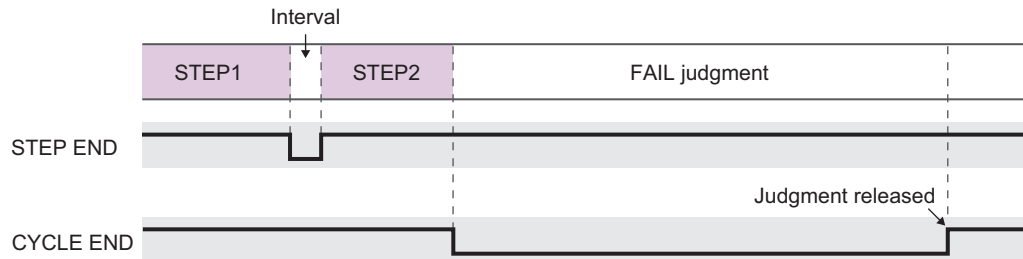 Interval
STEP1
STEP2
FAIL judgment
STEP END
Judgment released
CYCLE END